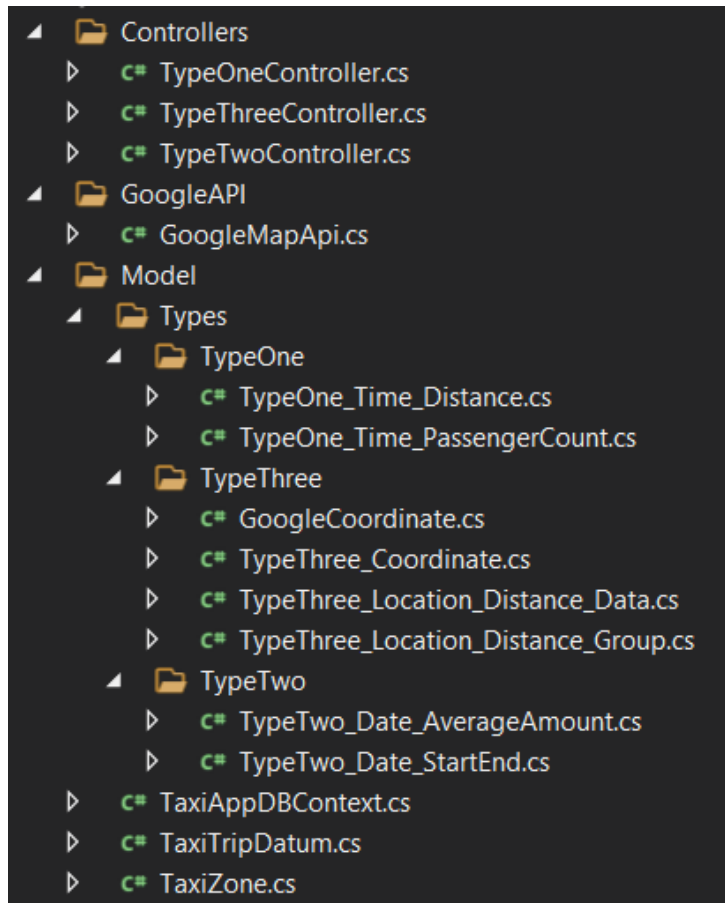 Controllers
C# TypeOneController.cs
C# TypeThreeController.cs
C# TypeTwoController.cs
GoogleAPI
C# GoogleMapApi.cs
Model
Types
TypeOne
C# TypeOne_Time_Distance.cs
C# TypeOne_Time_PassengerCount.cs
TypeThree
C# GoogleCoordinate.cs
C# TypeThree_Coordinate.cs
C# TypeThree_Location_Distance_Data.cs
C# TypeThree_Location_Distance_Group.cs
TypeTwo
C# TypeTwo_Date_AverageAmount.cs
C# TypeTwo_Date_StartEnd.cs
C# TaxiAppDBContext.cs
C# TaxiTripDatum.cs
C# TaxiZone.cs